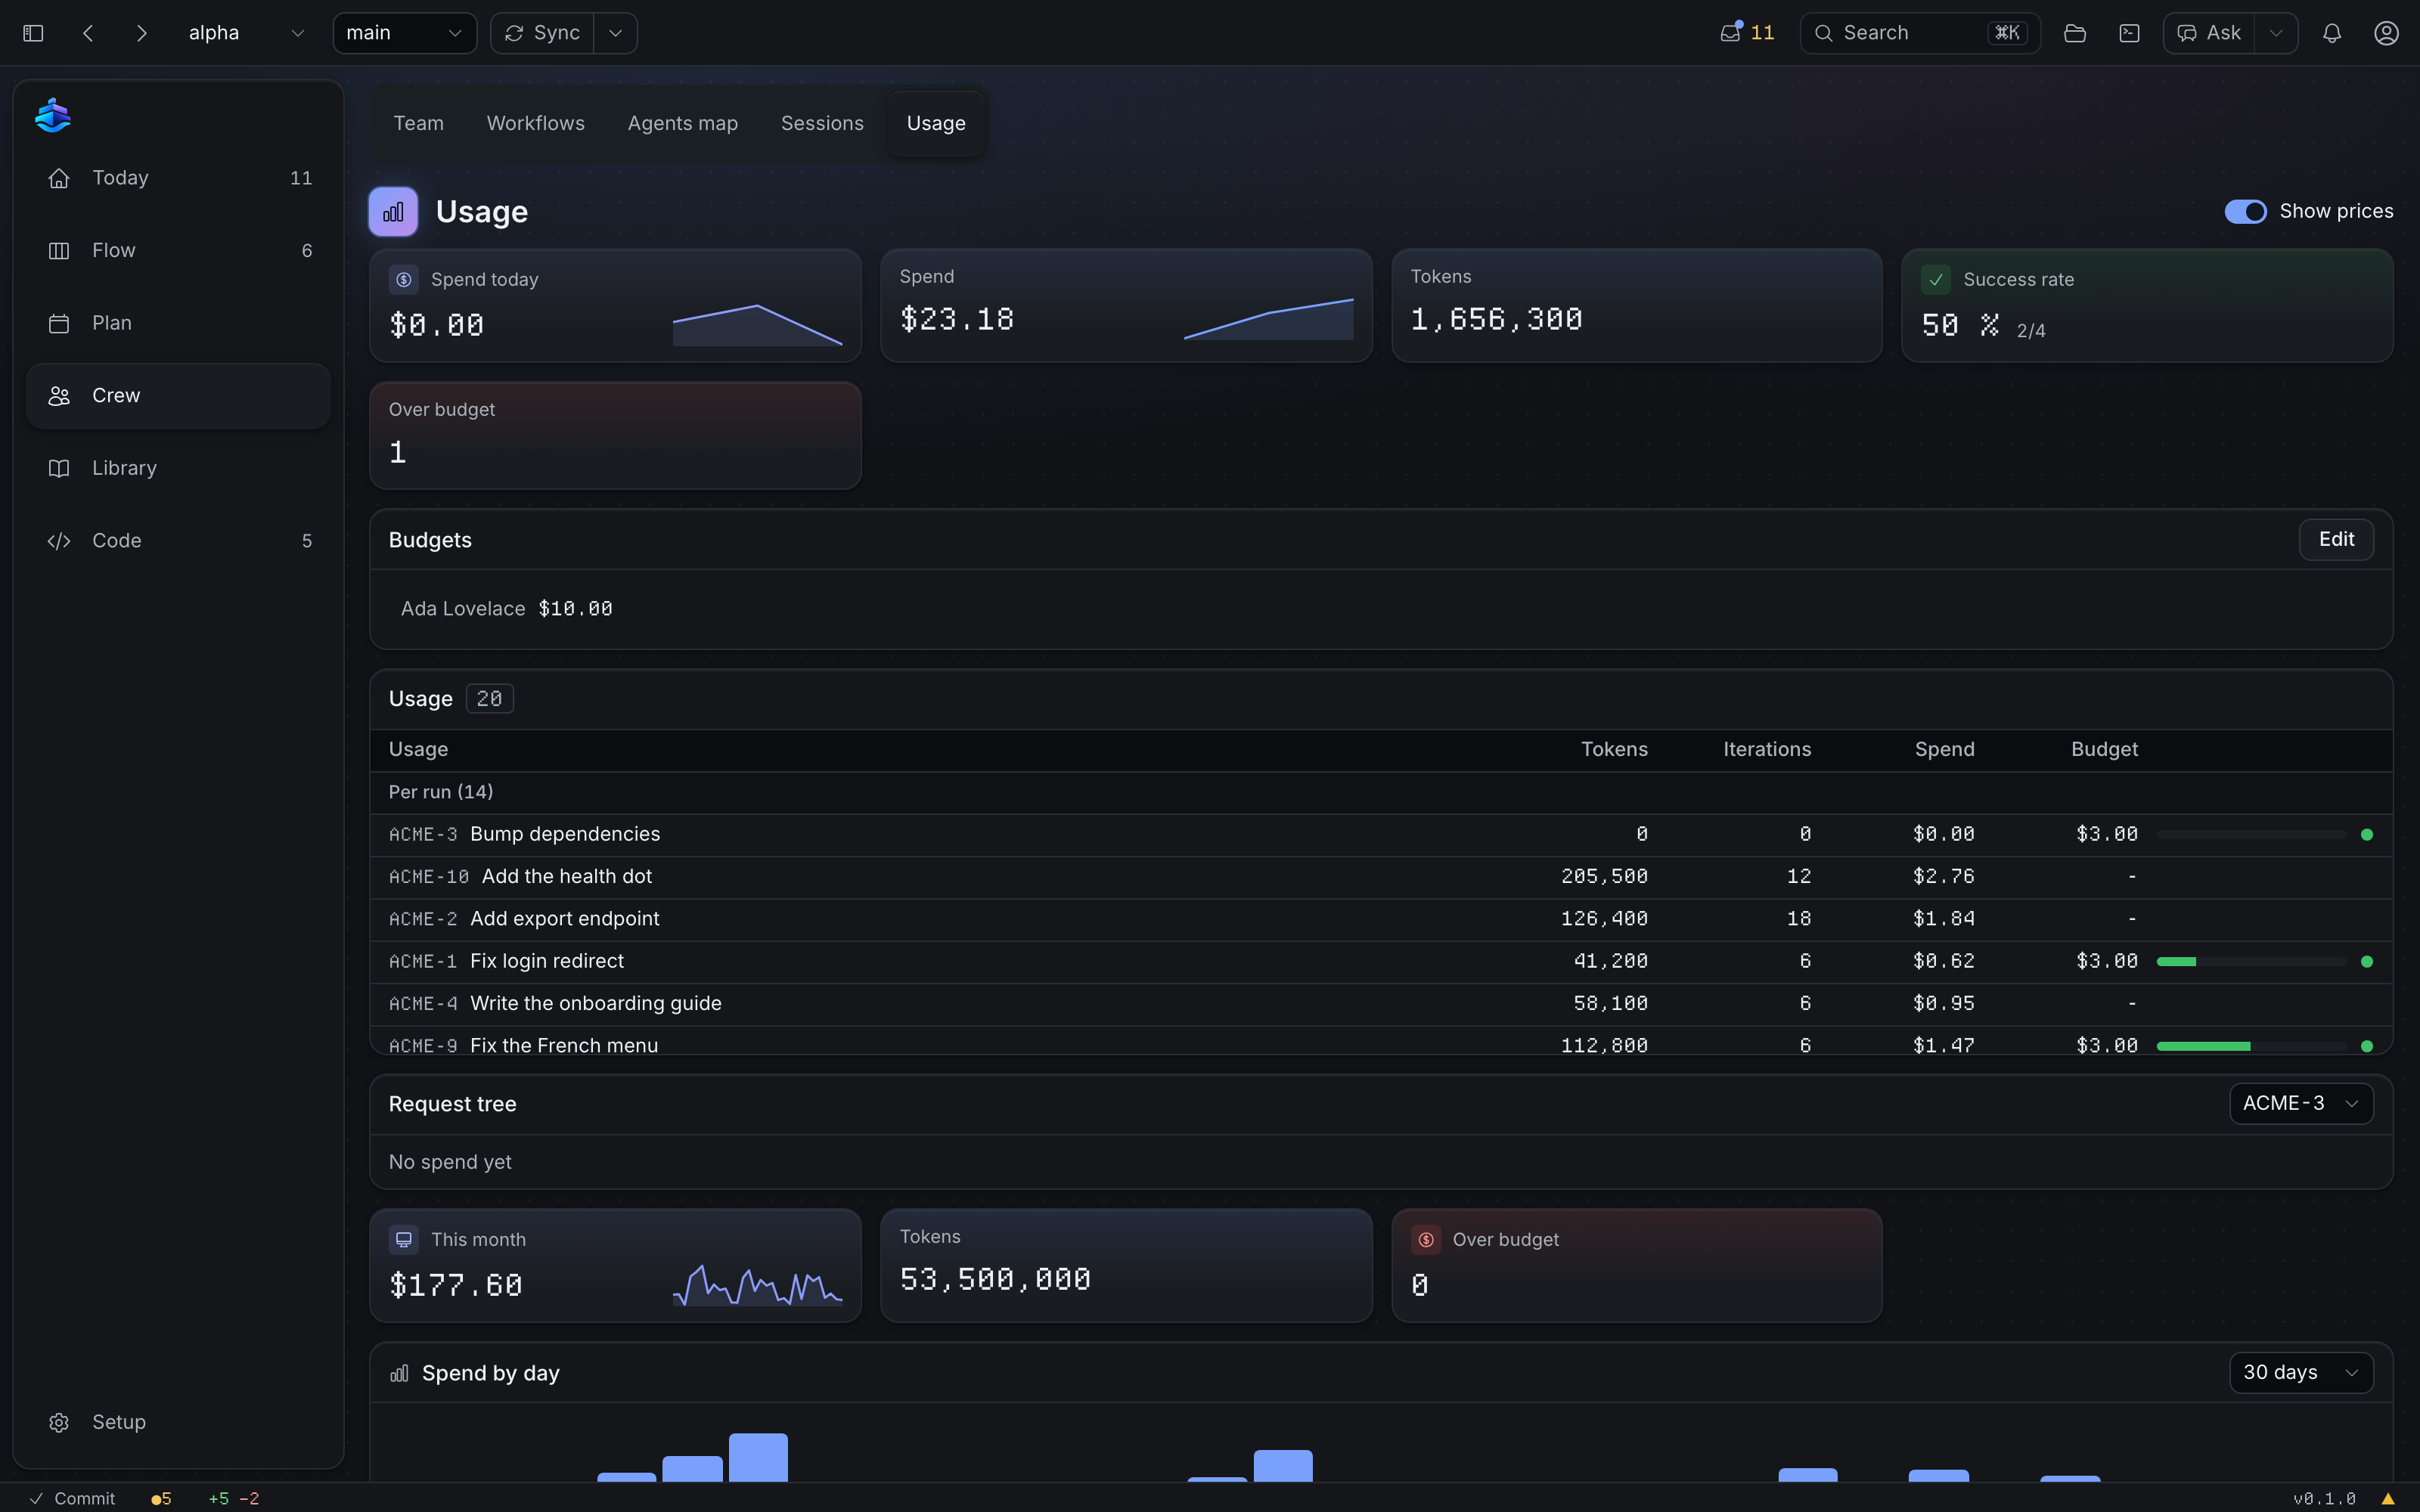 alpha main Sync 11 Search ⌘K Ask
Team Workflows Agents map Sessions Usage
Today 11
Flow 6
Plan
Crew
Library
Code 5
Setup
Usage Show prices
Spend today
$0.00
Spend
$23.18
Tokens
1,656,300
Success rate
50 % 2/4
Over budget
1
Budgets Edit
Ada Lovelace $10.00
Usage 20
Usage Tokens Iterations Spend Budget
Per run (14)
ACME-3 Bump dependencies 0 0 $0.00 $3.00
ACME-10 Add the health dot 205,500 12 $2.76 -
ACME-2 Add export endpoint 126,400 18 $1.84 -
ACME-1 Fix login redirect 41,200 6 $0.62 $3.00
ACME-4 Write the onboarding guide 58,100 6 $0.95 -
ACME-9 Fix the French menu 112,800 6 $1.47 $3.00
Request tree ACME-3
No spend yet
This month
$177.60
Tokens
53,500,000
Over budget
0
Spend by day 30 days
Commit 5 +5 -2 v0.1.0